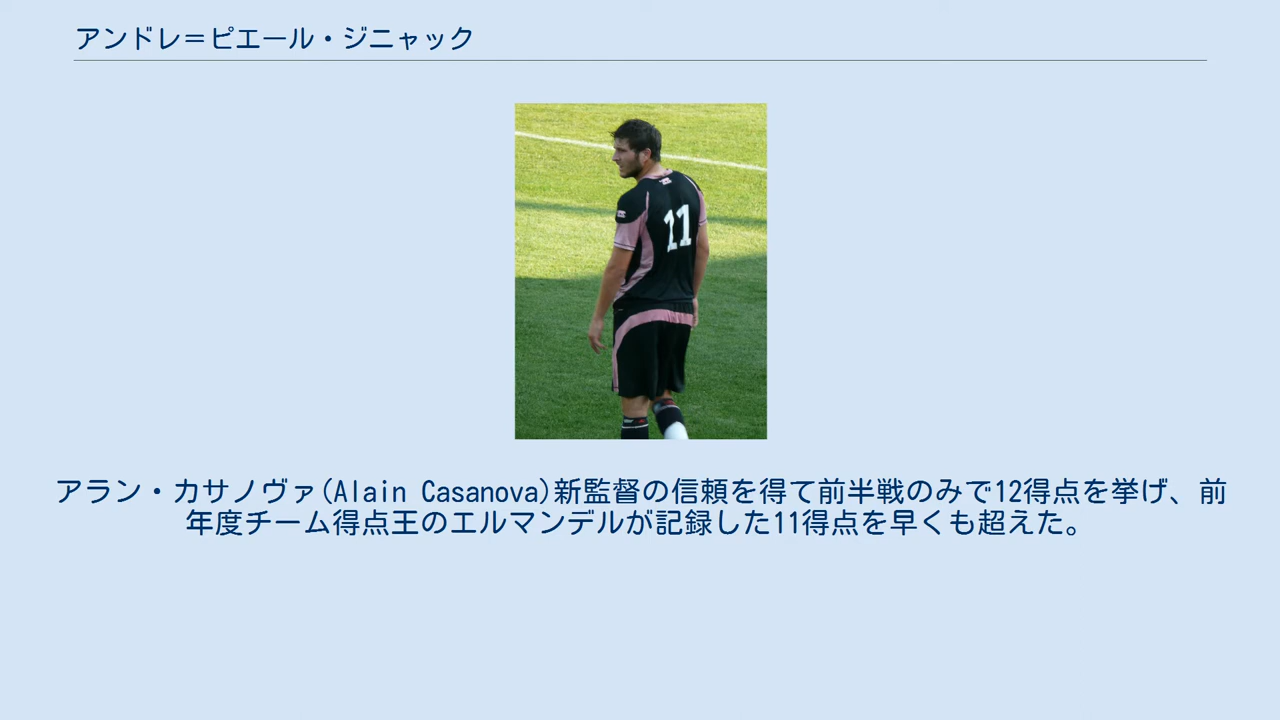 アンドレ＝ピエール・ジニャック
11
アラン・カサノヴァ(Alain Casanova)新監督の信頼を得て前半戦のみで12得点を挙げ、前
年度チーム得点王のエルマンデルが記録した11得点を早くも超えた。